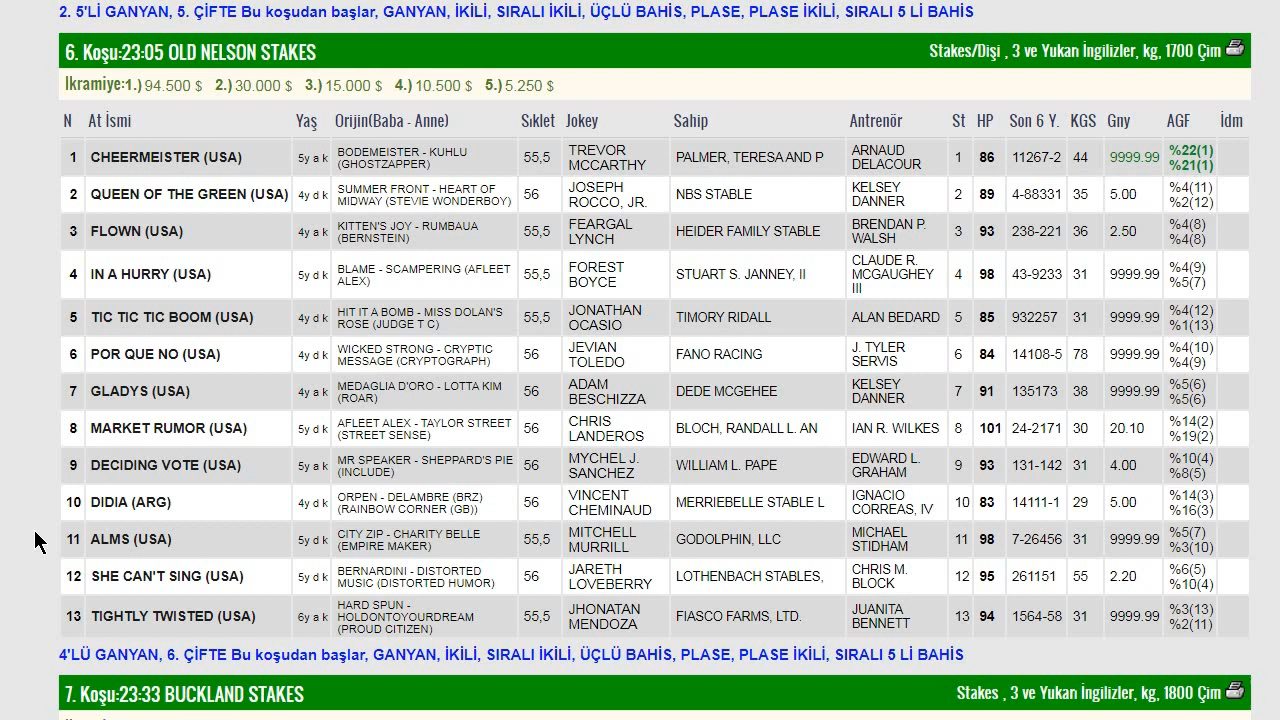 2. 5'Lİ GANYAN, 5. ÇİFTE Bu koşudan başlar, GANYAN, İKİLİ, SIRALI İKİLİ, ÜÇLÜ BAHİS, PLASE, PLASE İKİLİ, SIRALI 5 Lİ BAHİS
6. Koşu:23:05 OLD NELSON STAKES Stakes/Dişi , 3 ve Yukarı İngilizler, kg, 1700 Çim
Ikramiye:1.) 94.500 $ 2.) 30.000 $ 3.) 15.000 $ 4.) 10.500 $ 5.) 5.250 $
N At İsmi Yaş Orijin(Baba - Anne) Sıklet Jokey Sahip Antrenör St HP Son 6 Y. KGS Gny AGF İdm
1 CHEERMEISTER (USA) 5y a k BODEMEISTER - KUHLU (GHOSTZAPPER) 55,5 TREVOR MCCARTHY PALMER, TERESA AND P ARNAUD DELACOUR 1 86 11267-2 44 9999.99 %22(1) %21(1)
2 QUEEN OF THE GREEN (USA) 4y d k SUMMER FRONT - HEART OF MIDWAY (STEVIE WONDERBOY) 56 JOSEPH ROCCO, JR. NBS STABLE KELSEY DANNER 2 89 4-88331 35 5.00 %4(11) %2(12)
3 FLOWN (USA) 4y a k KITTEN'S JOY - RUMBAUA (BERNSTEIN) 55,5 FEARGAL LYNCH HEIDER FAMILY STABLE BRENDAN P. WALSH 3 93 238-221 36 2.50 %4(8) %4(8)
4 IN A HURRY (USA) 5y d k BLAME - SCAMPERING (AFLEET ALEX) 55,5 FOREST BOYCE STUART S. JANNEY, II CLAUDE R. MCGAUGHEY III 4 98 43-9233 31 9999.99 %4(9) %5(7)
5 TIC TIC TIC BOOM (USA) 4y d k HIT IT A BOMB - MISS DOLAN'S ROSE (JUDGE T C) 55,5 JONATHAN OCASIO TIMORY RIDALL ALAN BEDARD 5 85 932257 31 9999.99 %4(12) %1(13)
6 POR QUE NO (USA) 4y d k WICKED STRONG - CRYPTIC MESSAGE (CRYPTOGRAPH) 56 JEVIAN TOLEDO FANO RACING J. TYLER SERVIS 6 84 14108-5 78 9999.99 %4(10) %4(9)
7 GLADYS (USA) 4y a k MEDAGLIA D'ORO - LOTTA KIM (ROAR) 56 ADAM BESCHIZZA DEDE MCGEHEE KELSEY DANNER 7 91 135173 38 9999.99 %5(6) %5(6)
8 MARKET RUMOR (USA) 5y d k AFLEET ALEX - TAYLOR STREET (STREET SENSE) 56 CHRIS LANDEROS BLOCH, RANDALL L. AN IAN R. WILKES 8 101 24-2171 30 20.10 %14(2) %19(2)
9 DECIDING VOTE (USA) 5y a k MR SPEAKER - SHEPPARD'S PIE (INCLUDE) 56 MYCHEL J. SANCHEZ WILLIAM L. PAPE EDWARD L. GRAHAM 9 93 131-142 31 4.00 %10(4) %8(5)
10 DIDIA (ARG) 4y d k ORPEN - DELAMBRE (BRZ) (RAINBOW CORNER (GB)) 56 VINCENT CHEMINAUD MERRIEBELLE STABLE L IGNACIO CORREAS, IV 10 83 14111-1 29 5.00 %14(3) %16(3)
11 ALMS (USA) 5y d k CITY ZIP - CHARITY BELLE (EMPIRE MAKER) 55,5 MITCHELL MURRILL GODOLPHIN, LLC MICHAEL STIDHAM 11 98 7-26456 31 9999.99 %5(7) %3(10)
12 SHE CAN'T SING (USA) 5y d k BERNARDINI - DISTORTED MUSIC (DISTORTED HUMOR) 56 JARETH LOVEBERRY LOTHENBACH STABLES, CHRIS M. BLOCK 12 95 261151 55 2.20 %6(5) %10(4)
13 TIGHTLY TWISTED (USA) 6y a k HARD SPUN - HOLDONTOYOURDREAM (PROUD CITIZEN) 55,5 JHONATAN MENDOZA FIASCO FARMS, LTD. JUANITA BENNETT 13 94 1564-58 31 9999.99 %3(13) %2(11)
4'LÜ GANYAN, 6. ÇİFTE Bu koşudan başlar, GANYAN, İKİLİ, SIRALI İKİLİ, ÜÇLÜ BAHİS, PLASE, PLASE İKİLİ, SIRALI 5 Lİ BAHİS
7. Koşu:23:33 BUCKLAND STAKES Stakes , 3 ve Yukarı İngilizler, kg, 1800 Çim